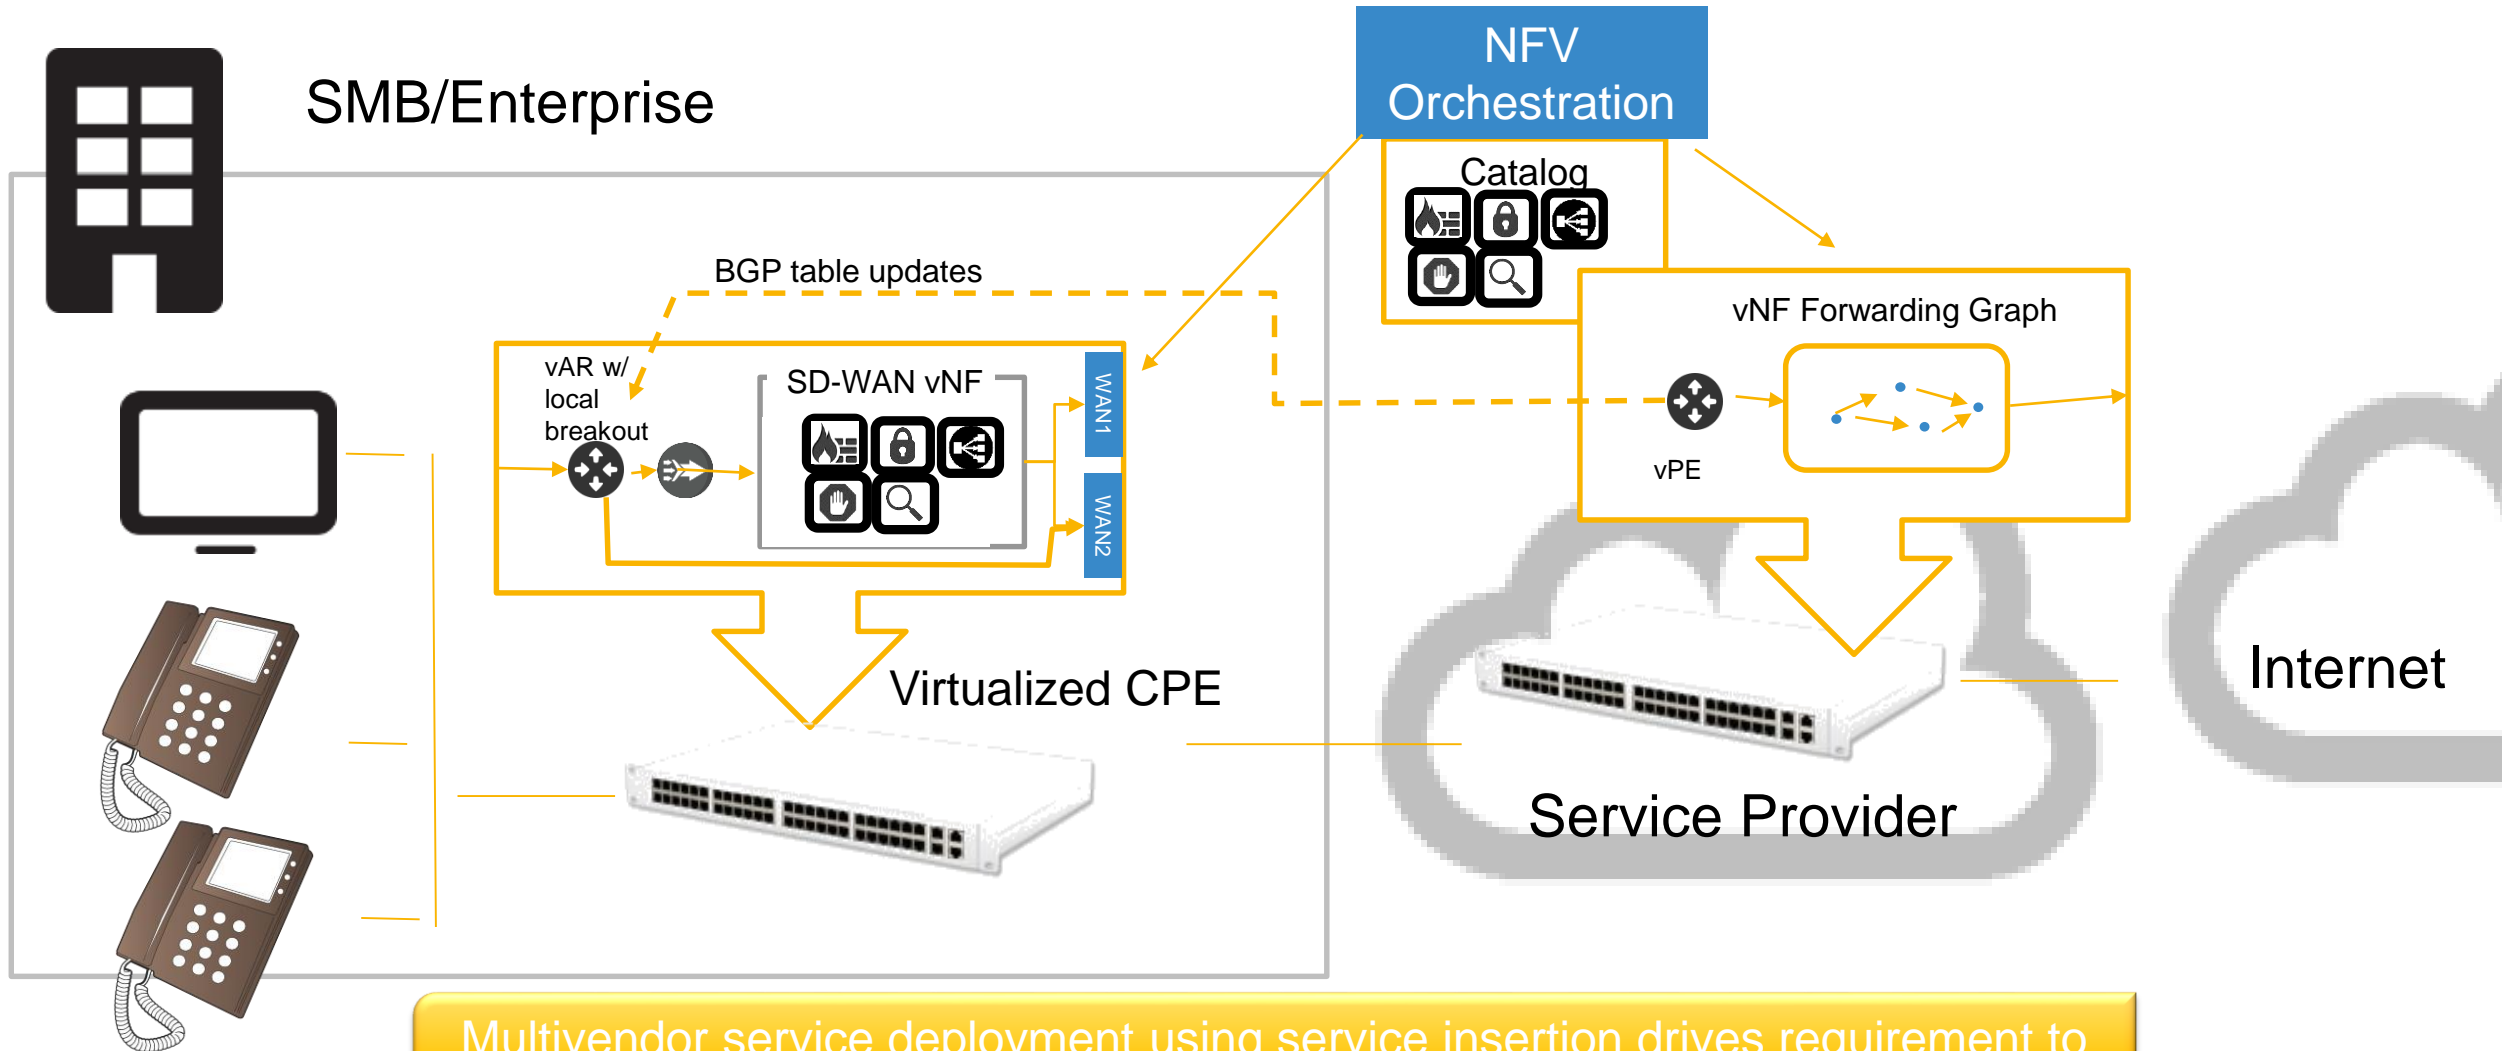 SMB/Enterprise
NFV
Orchestration
Catalog
BGP table updates
vNF Forwarding Graph
vAR w/
local
breakout
SD-WAN vNF
WAN1
WAN2
vPE
Virtualized CPE
Internet
Service Provider
Multivendor service deployment using service insertion drives requirement to